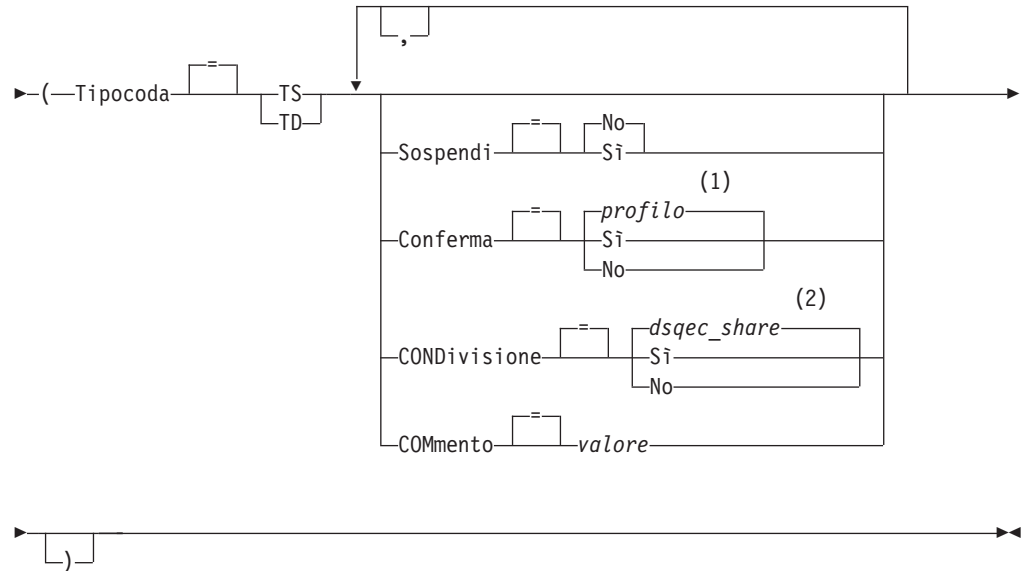 ,
( Tipocoda = TS
TD
Sospendi = No
Sì
(1)
Conferma = profilo
Sì
No
(2)
CONDivisione = dsqec_share
Sì
No
COMmento = valore
)